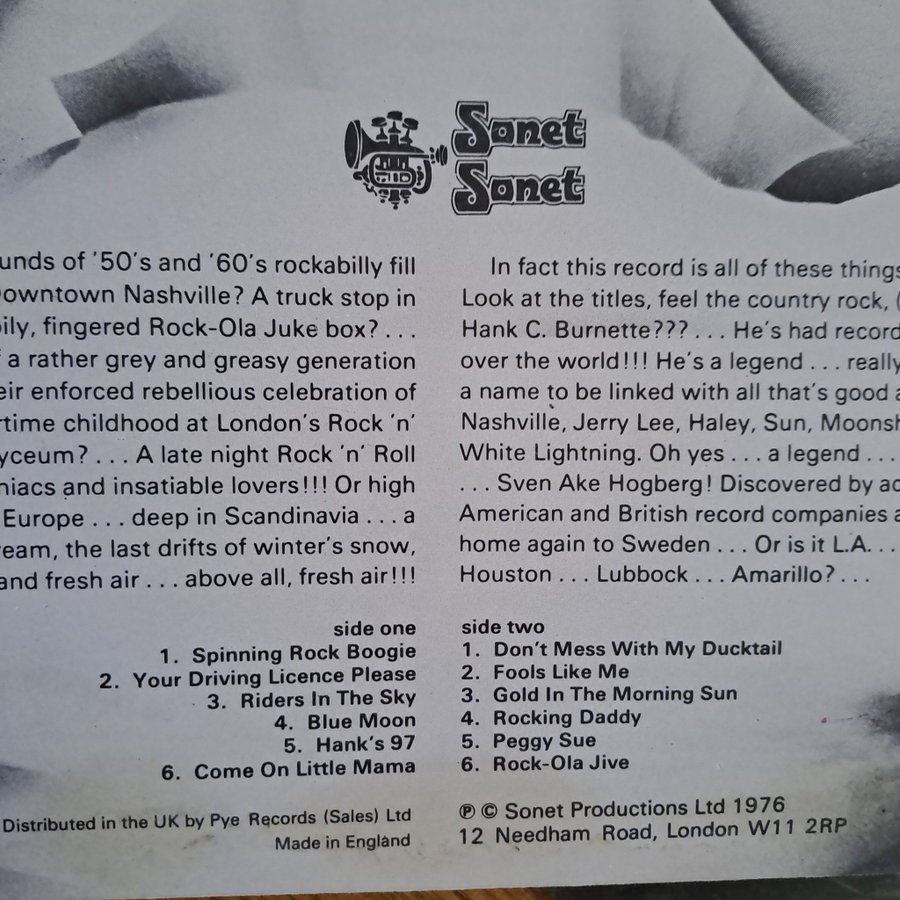 Sonet
Sonet
unds of '50's and '60's rockabilly fill
Downtown Nashville? A truck stop in
oily, fingered Rock-Ola Juke box? . . .
f a rather grey and greasy generation
eir enforced rebellious celebration of
rtime childhood at London's Rock 'n'
yceum? . . . A late night Rock 'n' Roll
niacs and insatiable lovers!!! Or high
Europe . . . deep in Scandinavia . . . a
ream, the last drifts of winter's snow,
and fresh air . . . above all, fresh air!!!
In fact this record is all of these things
Look at the titles, feel the country rock, (
Hank C. Burnette??? . . . He's had record
over the world!!! He's a legend . . . really
a name to be linked with all that's good a
Nashville, Jerry Lee, Haley, Sun, Moonsh
White Lightning. Oh yes . . . a legend . . .
. . . Sven Ake Hogberg! Discovered by ac
American and British record companies a
home again to Sweden . . . Or is it L.A. . .
Houston . . . Lubbock . . . Amarillo? . . .
side one
1. Spinning Rock Boogie
2. Your Driving Licence Please
3. Riders In The Sky
4. Blue Moon
5. Hank's 97
6. Come On Little Mama
side two
1. Don't Mess With My Ducktail
2. Fools Like Me
3. Gold In The Morning Sun
4. Rocking Daddy
5. Peggy Sue
6. Rock-Ola Jive
Distributed in the UK by Pye Records (Sales) Ltd
Made in England
℗ © Sonet Productions Ltd 1976
12 Needham Road, London W11 2RP